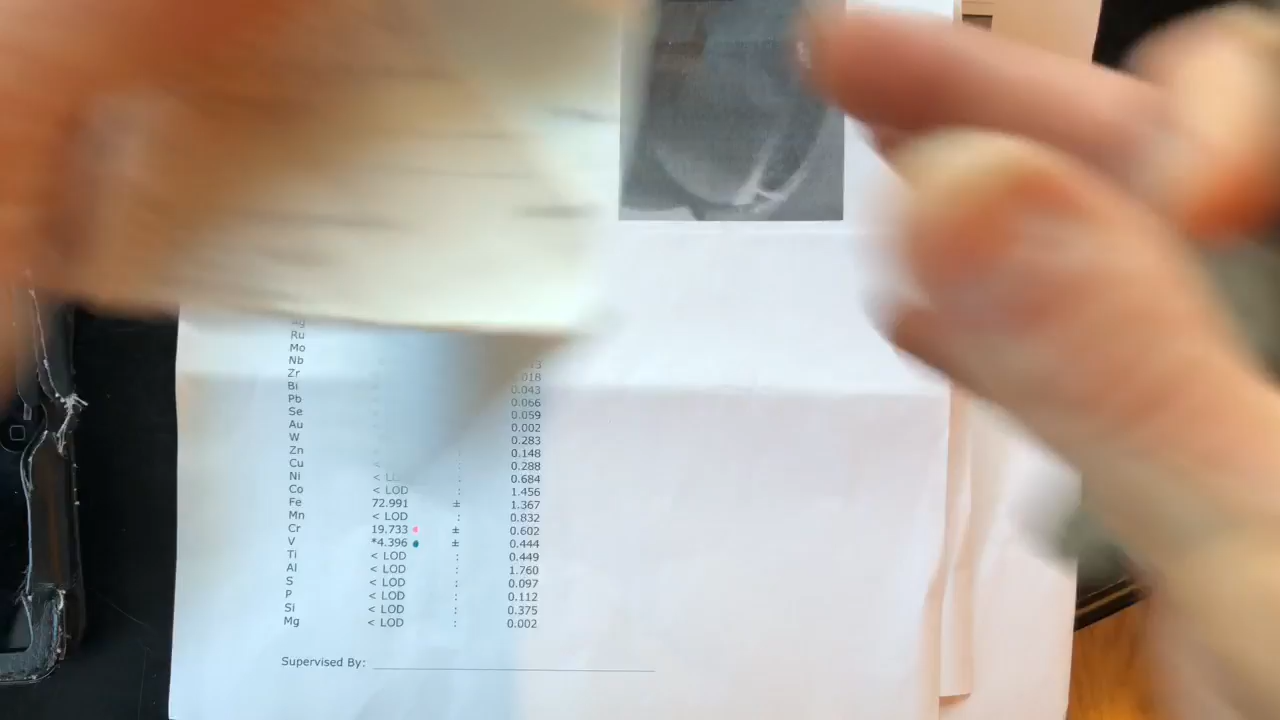 Ru
Mo
Nb
Zr 018
Bi 0.043
Pb 0.066
Se 0.059
Au 0.002
W 0.283
Zn : 0.148
Cu : 0.288
Ni < : 0.684
Co < LOD : 1.456
Fe 72.991 ± 1.367
Mn < LOD : 0.832
Cr 19.733 ± 0.602
V *4.396 ± 0.444
Ti < LOD : 0.449
Al < LOD : 1.760
S < LOD : 0.097
P < LOD : 0.112
Si < LOD : 0.375
Mg < LOD : 0.002
Supervised By: